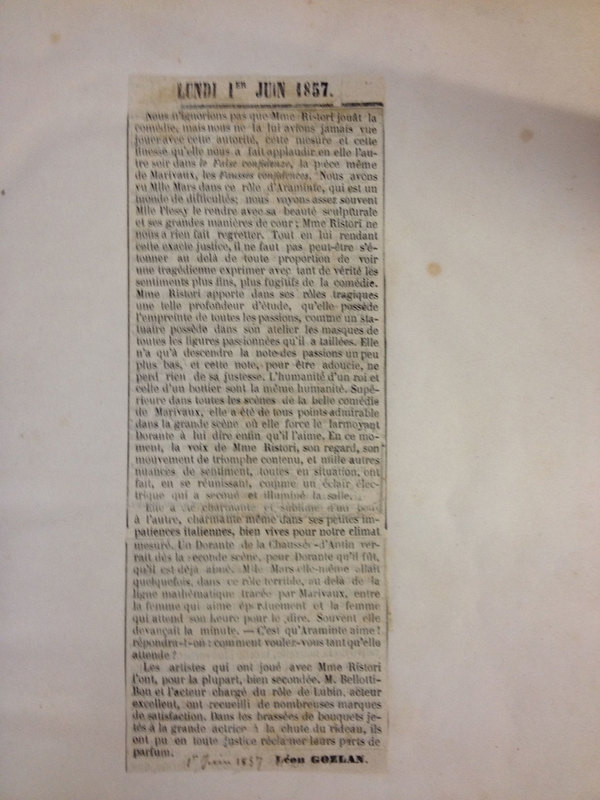 LUNDI 1ER JUIN 1857.
Nous n'ignorions pas que Mme Ristori jouât la
comédie, mais nous ne la lui avions jamais vue
jouer avec cette autorité, cette mesure et cette
finesse qu'elle nous a fait applaudir en elle l'au-
tre soir dans le False confidenze, la pièce même
de Marivaux, les Fausses confidences. Nous avons
vu Mlle Mars dans ce rôle d'Araminte, qui est un
monde de difficultés; nous voyons assez souvent
Mlle Plessy le rendre avec sa beauté sculpturale
et ses grandes manières de cour; Mme Ristori ne
nous a rien fait regretter. Tout en lui rendant
cette exacte justice, il ne faut pas peut-être s'é-
tonner au delà de toute proportion de voir
une tragédienne exprimer avec tant de vérité les
sentiments plus fins, plus fugitifs de la comédie.
Mme Ristori apporte dans ses rôles tragiques
une telle profondeur d'étude, qu'elle possède
l'empreinte de toutes les passions, comme un sta-
tuaire possède dans son atelier les masques de
toutes les figures passionnées qu'il a taillées. Elle
n'a qu'à descendre la note des passions un peu
plus bas, et cette note, pour être adoucie, ne
perd rien de sa justesse. L'humanité d'un roi et
celle d'un bottier sont la même humanité. Supé-
rieure dans toutes les scènes de la belle comédie
de Marivaux, elle a été de tous points admirable
dans la grande scène où elle force le larmoyant
Dorante à lui dire enfin qu'il l'aime. En ce mo-
ment, la voix de Mme Ristori, son regard, son
mouvement de triomphe contenu, et mille autres
nuances de sentiment, toutes en situation, ont
fait, en se réunissant, comme un éclair élec-
trique qui a secoué et illuminé la salle.
Elle a été charmante et sublime d'un bout
à l'autre, charmante même dans ses petites im-
patiences italiennes, bien vives pour notre climat
mesuré. Un Dorante de la Chaussée-d'Antin ver-
rait dès la seconde scène, pour Dorante qu'il fût,
qu'il est déjà aimé. Mlle Mars elle-même allait
quelquefois, dans ce rôle terrible, au delà de la
ligne mathématique tracée par Marivaux, entre
la femme qui aime éperduement et la femme
qui attend son heure pour le dire. Souvent elle
devançait la minute. — C'est qu'Araminte aime!
répondra-t-on: comment voulez-vous tant qu'elle
attende?
Les artistes qui ont joué avec Mme Ristori
l'ont, pour la plupart, bien secondée. M. Bellotti-
Bon et l'acteur chargé du rôle de Lubin, acteur
excellent, ont recueilli de nombreuses marques
de satisfaction. Dans les brassées de bouquets je-
tés à la grande actrice à la chute du rideau, ils
ont pu en toute justice réclamer leurs parts de
parfum.
1er Juin 1857 Léon GOZLAN.